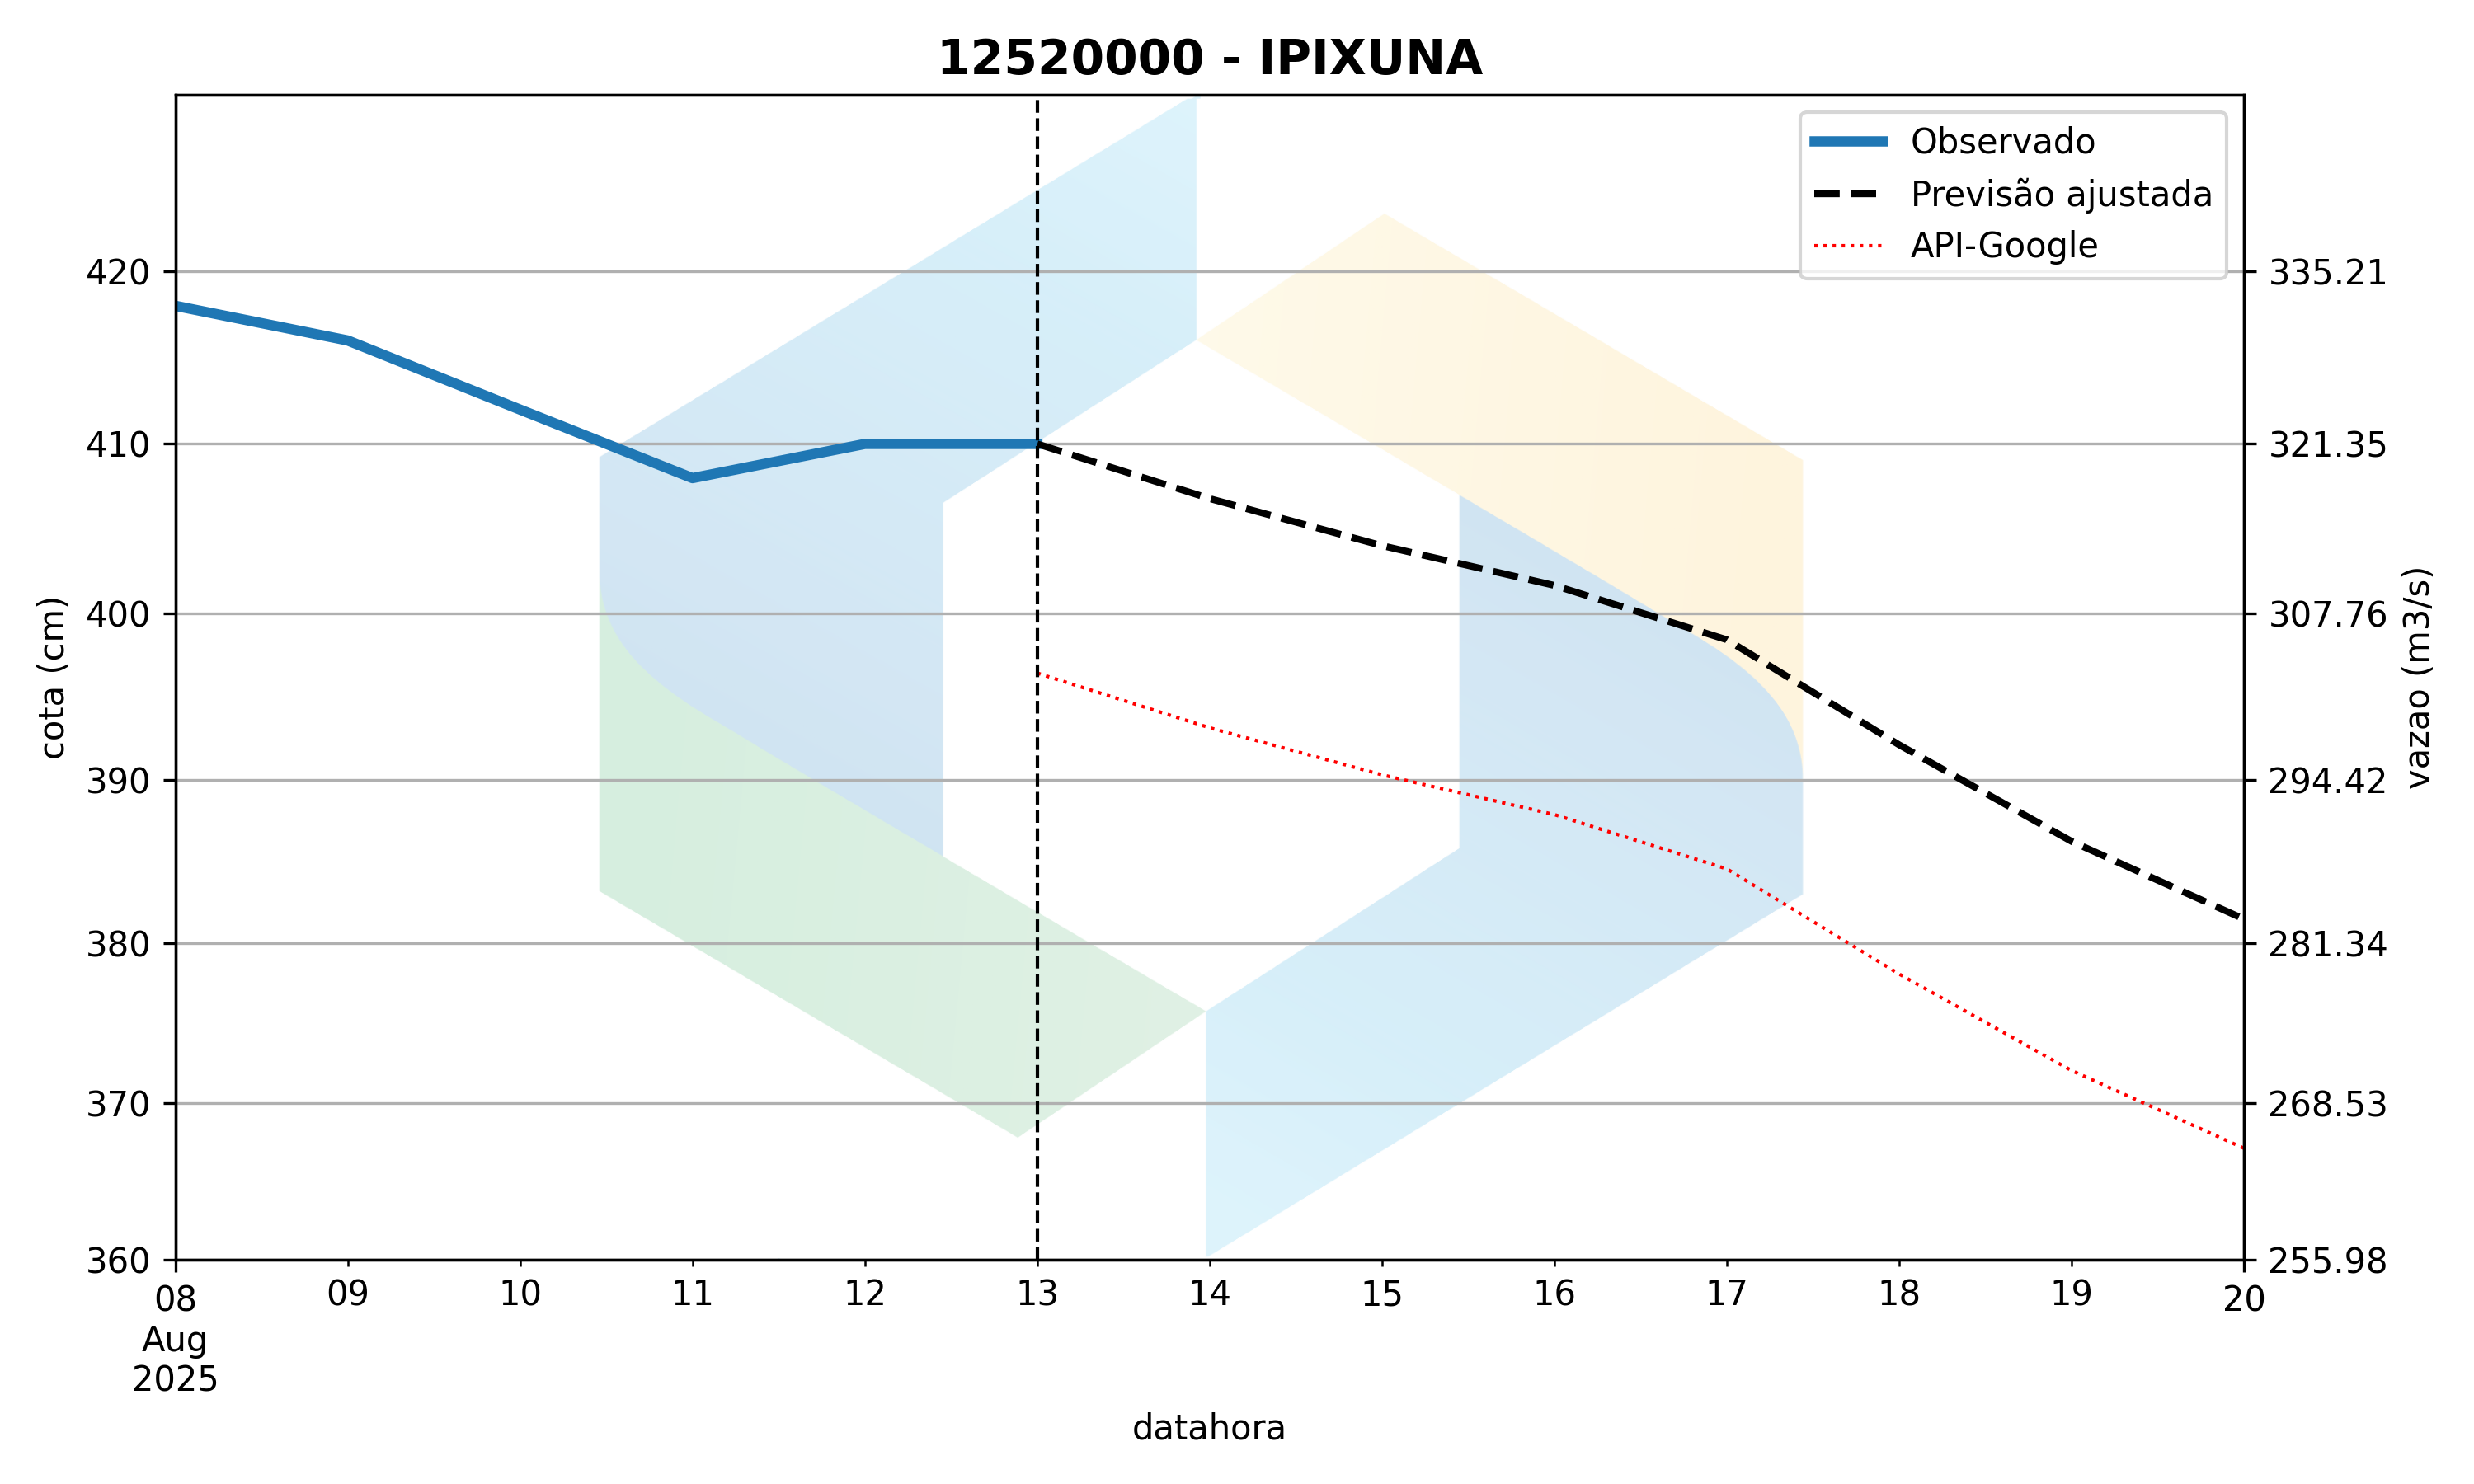 12520000 - IPIXUNA
Observado
Previsão ajustada
API-Google
420
410
400
390
380
370
360
cota (cm)
335.21
321.35
307.76
294.42
281.34
268.53
255.98
vazao (m3/s)
08 09 10 11 12 13 14 15 16 17 18 19 20
Aug
2025
datahora